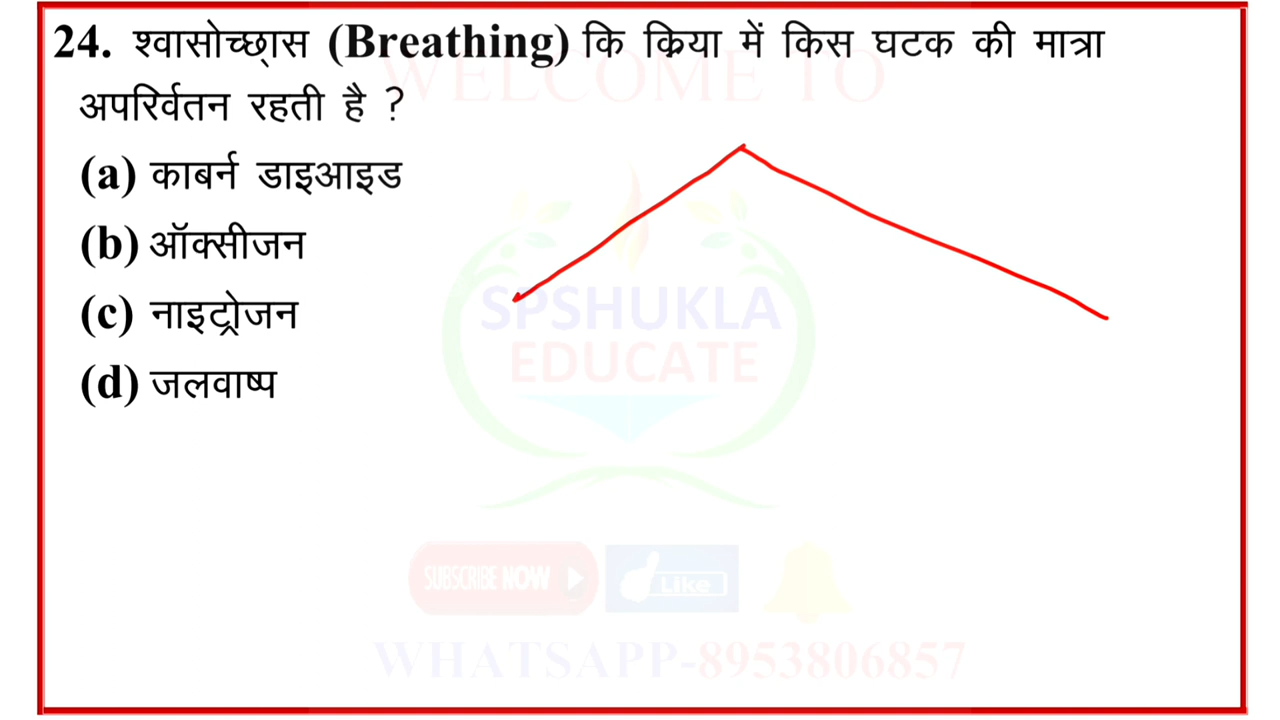 WELCOME TO
24. श्वासोच्छ्वास (Breathing) कि क्रिया में किस घटक की मात्रा
अपरिर्वतन रहती है ?
(a) कार्बन डाइआइड
(b) ऑक्सीजन
(c) नाइट्रोजन
(d) जलवाष्प
SPSHUKLA
EDUCATE
SUBSCRIBE NOW
Like
WHATSAPP-8953806857